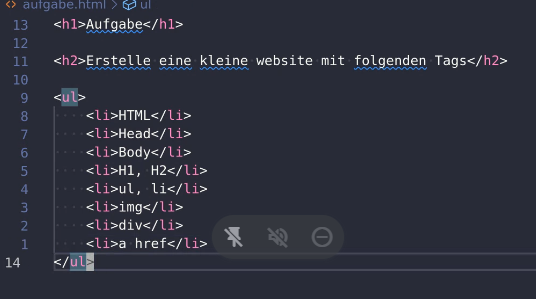 aufgabe.html > ul
13 <h1>Aufgabe</h1>
12
11 <h2>Erstelle eine kleine website mit folgenden Tags</h2>
10
9 <ul>
8 <li>HTML</li>
7 <li>Head</li>
6 <li>Body</li>
5 <li>H1, H2</li>
4 <li>ul, li</li>
3 <li>img</li>
2 <li>div</li>
1 <li>a href</li>
14 </ul>